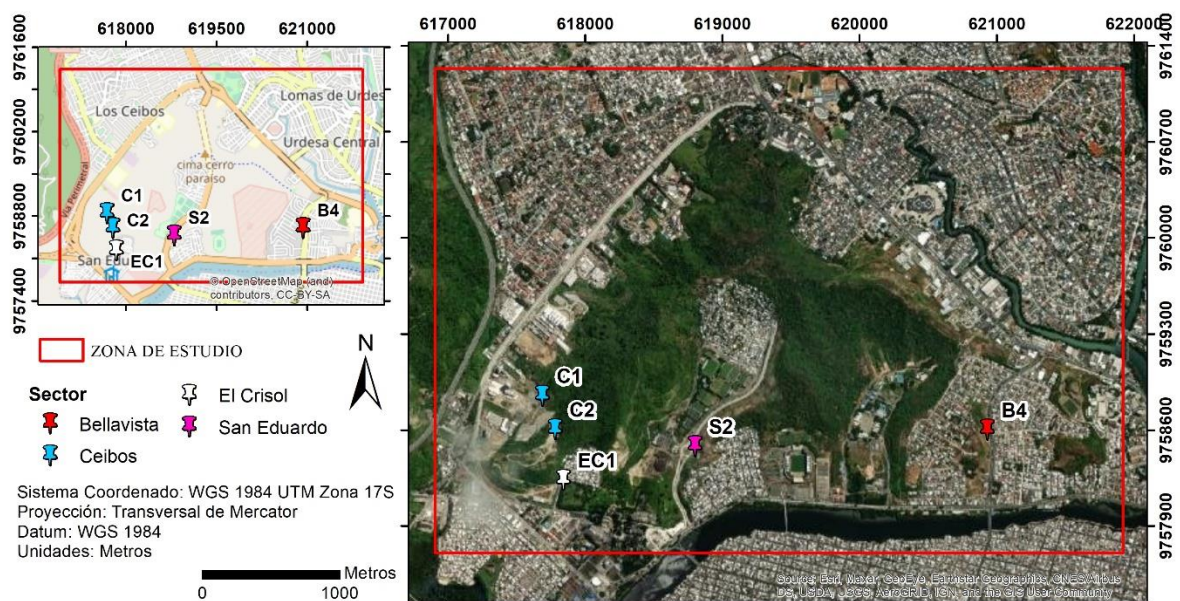 618000 619500 621000
9761600
9760200
9758800
9757400
Los Ceibos
Lomas de Urdes
Urdesa Central
cima cerro
paraíso
Vía Perimetral
C1
C2
S2
B4
EC1
San Edu
© OpenStreetMap (and)
contributors, CC-BY-SA
ZONA DE ESTUDIO
N
Sector
Bellavista
Ceibos
El Crisol
San Eduardo
Sistema Coordenado: WGS 1984 UTM Zona 17S
Proyección: Transversal de Mercator
Datum: WGS 1984
Unidades: Metros
Metros
0 1000
617000 618000 619000 620000 621000 622000
9761400
9760700
9760000
9759300
9758600
9757900
C1
C2
S2
B4
EC1
Source: Esri, Maxar, GeoEye, Earthstar Geographics, CNES/Airbus
DS, USDA, USGS, AeroGRID, IGN, and the GIS User Community